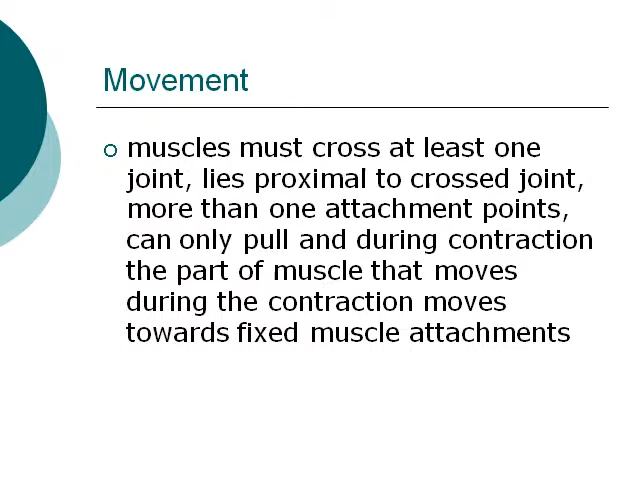 Movement
muscles must cross at least one
joint, lies proximal to crossed joint,
more than one attachment points,
can only pull and during contraction
the part of muscle that moves
during the contraction moves
towards fixed muscle attachments